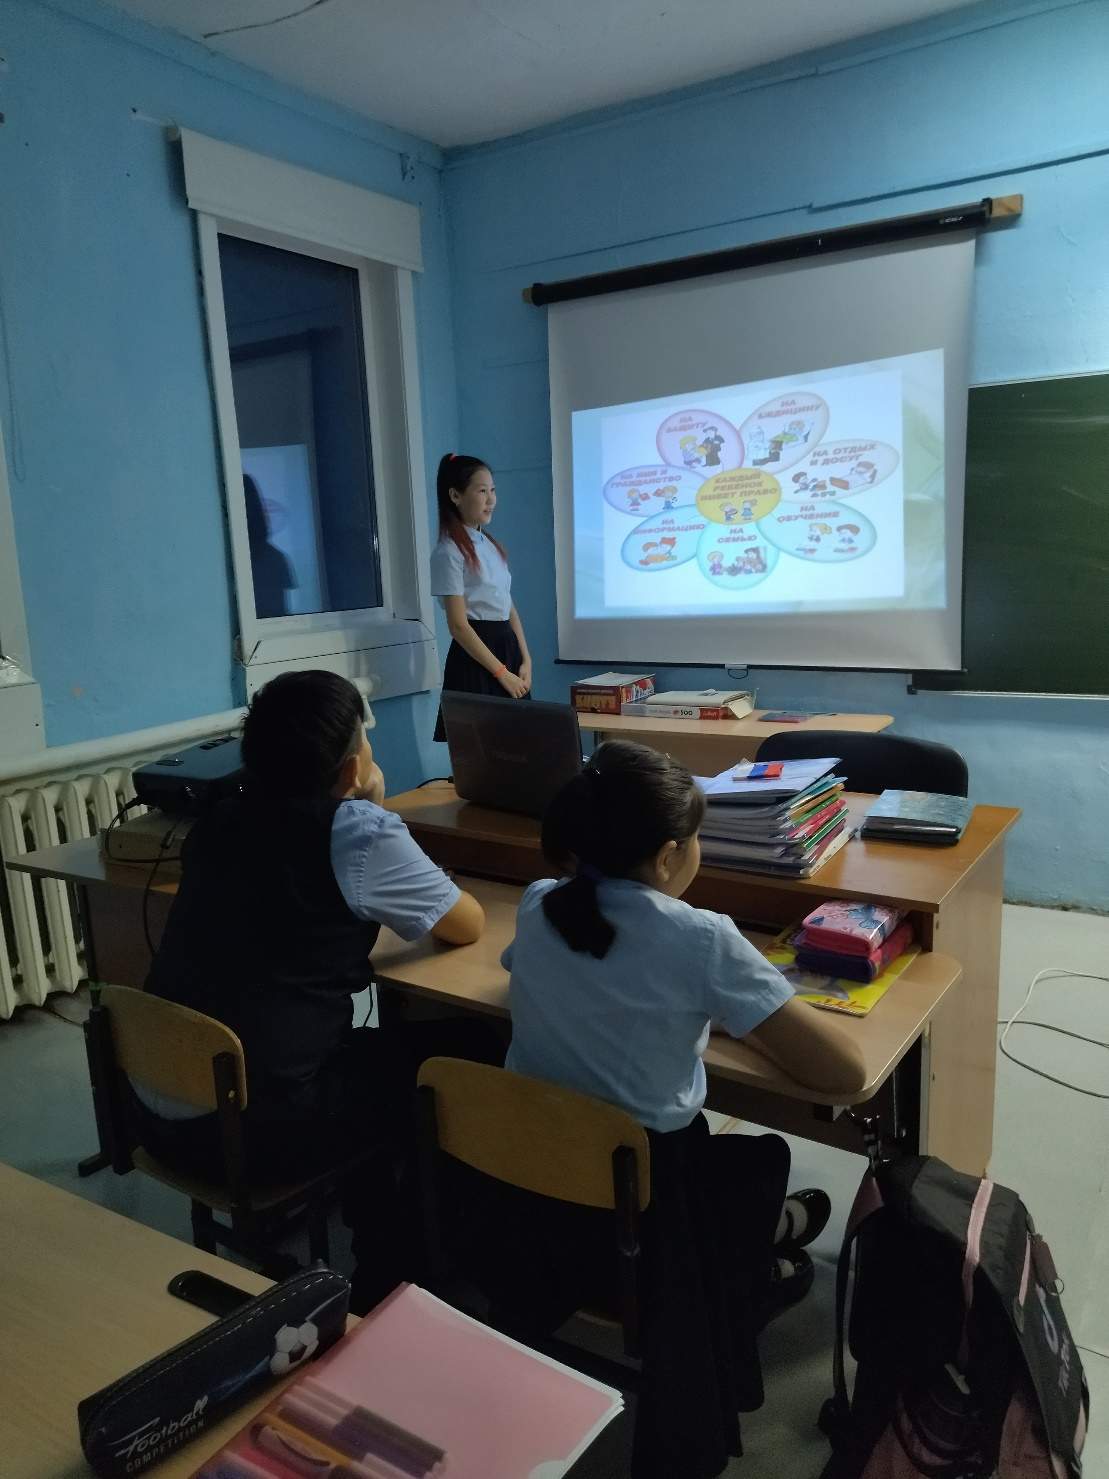 НА
ЗАЩИТУ
НА
МЕДИЦИНУ
НА ОТДЫХ
И ДОСУГ
НА ИМЯ И
ГРАЖДАНСТВО
КАЖДЫЙ
РЕБЕНОК
ИМЕЕТ ПРАВО
НА
ОБУЧЕНИЕ
НА
ИНФОРМАЦИЮ
НА
СЕМЬЮ
500
Football
COMPETITION